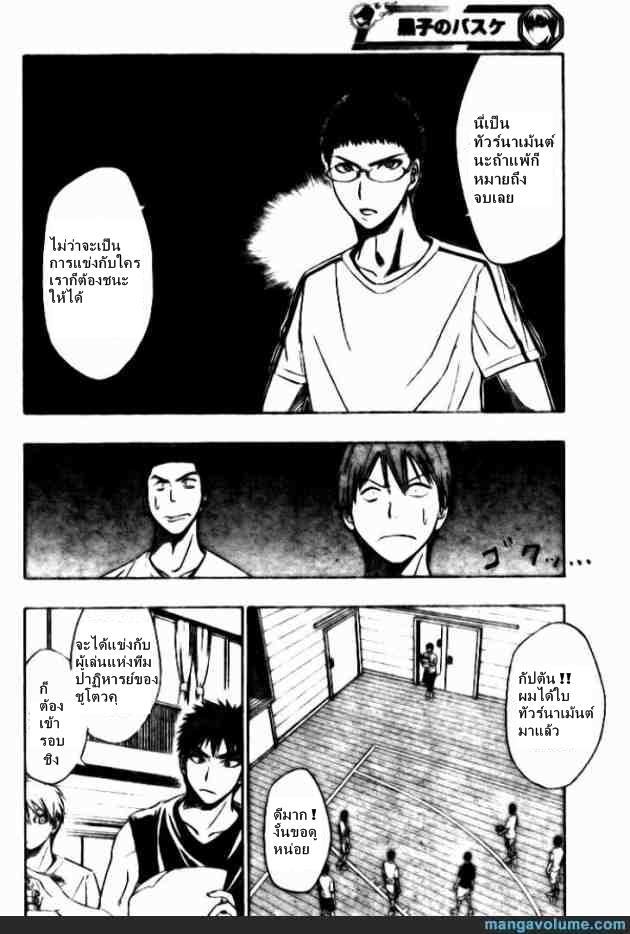 黒子のバスケ
นี่เป็น
ทัวร์นาเม้นต์
นะถ้าแพ้ก็
หมายถึง
จบเลย
ไม่ว่าจะเป็น
การแข่งกับใคร
เราก็ต้องชนะ
ให้ได้
ゴクッ...
กัปตัน !!
ผมได้ใบ
ทัวร์นาเม้นต์
มาแล้ว
ดีมาก !
งั้นขอดู
หน่อย
จะได้แข่งกับ
ผู้เล่นแห่งทีม
ปาฏิหารย์ของ
ชูโตวคุ
ก็
ต้อง
เข้า
รอบ
ชิง
mangavolume.com